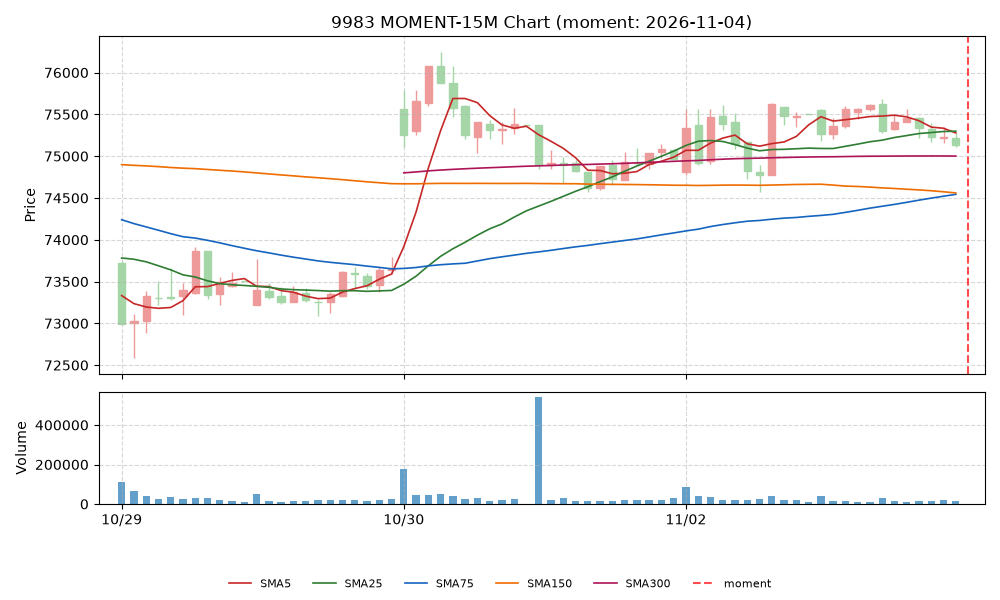 9983 MOMENT-15M Chart (moment: 2026-11-04)
Price
76000
75500
75000
74500
74000
73500
73000
72500
Volume
400000
200000
0
10/29 10/30 11/02
SMA5 SMA25 SMA75 SMA150 SMA300 moment